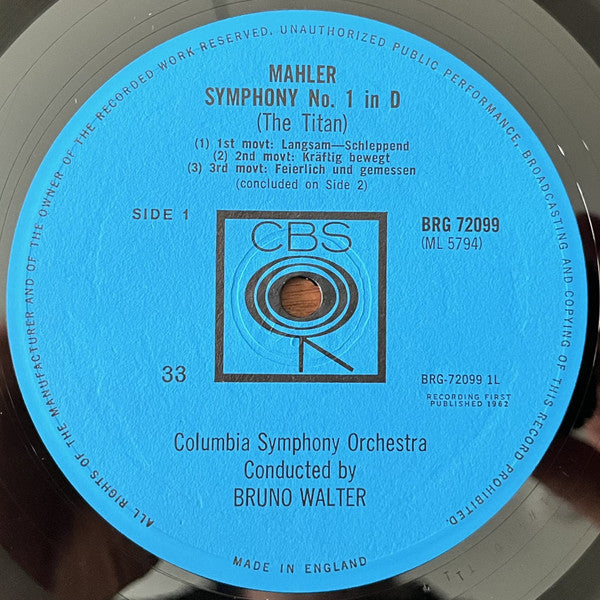 ALL RIGHTS OF THE MANUFACTURER AND OF THE OWNER OF THE RECORDED WORK RESERVED. UNAUTHORIZED PUBLIC PERFORMANCE, BROADCASTING AND COPYING OF THIS RECORD PROHIBITED.
MAHLER
SYMPHONY No. 1 in D
(The Titan)
(1) 1st movt: Langsam—Schleppend
(2) 2nd movt: Kräftig bewegt
(3) 3rd movt: Feierlich und gemessen
(concluded on Side 2)
SIDE 1
CBS
BRG 72099
(ML 5794)
33
BRG-72099 1L
RECORDING FIRST
PUBLISHED 1962
Columbia Symphony Orchestra
Conducted by
BRUNO WALTER
MADE IN ENGLAND